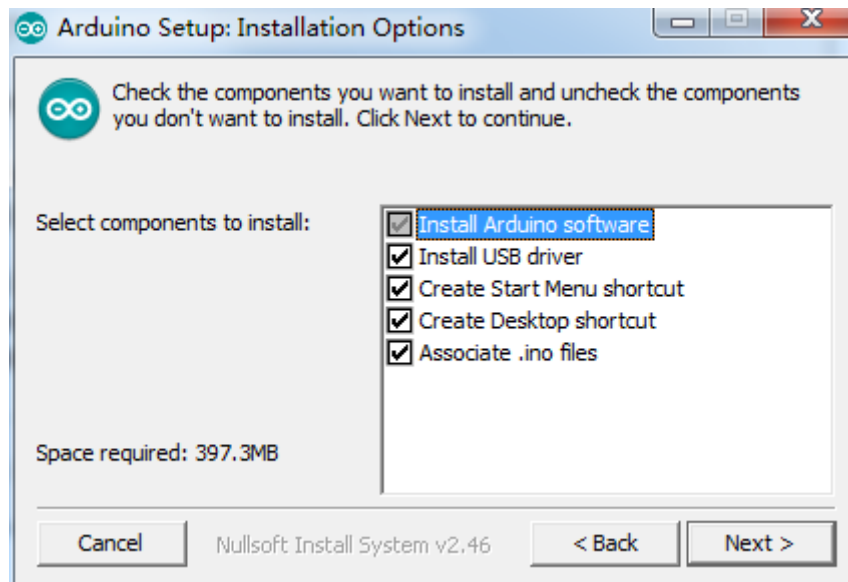 Arduino Setup: Installation Options
Check the components you want to install and uncheck the components
you don't want to install. Click Next to continue.
Select components to install:
Install Arduino software
Install USB driver
Create Start Menu shortcut
Create Desktop shortcut
Associate .ino files
Space required: 397.3MB
Cancel
Nullsoft Install System v2.46
< Back
Next >